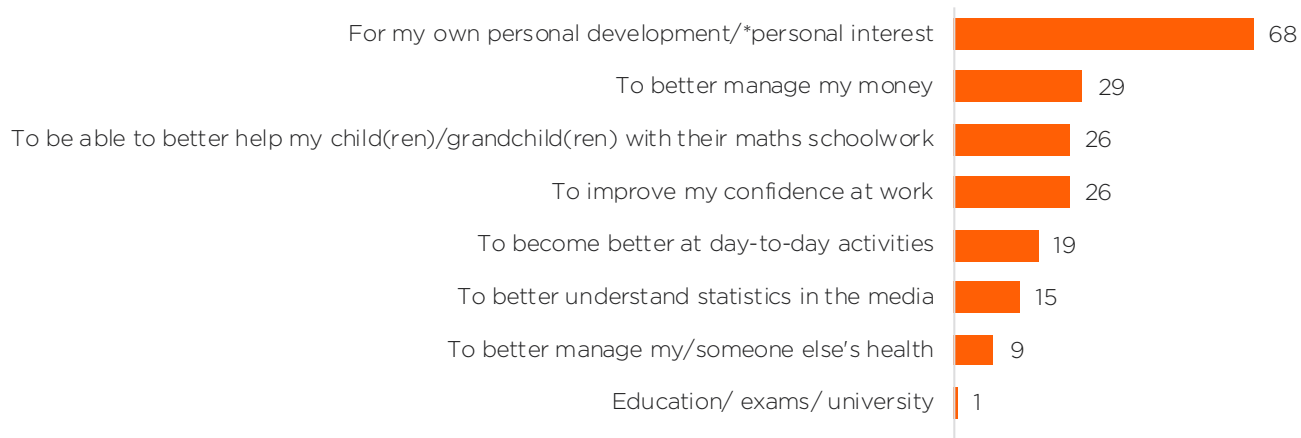 For my own personal development/*personal interest 68
To better manage my money 29
To be able to better help my child(ren)/grandchild(ren) with their maths schoolwork 26
To improve my confidence at work 26
To become better at day-to-day activities 19
To better understand statistics in the media 15
To better manage my/someone else's health 9
Education/ exams/ university 1